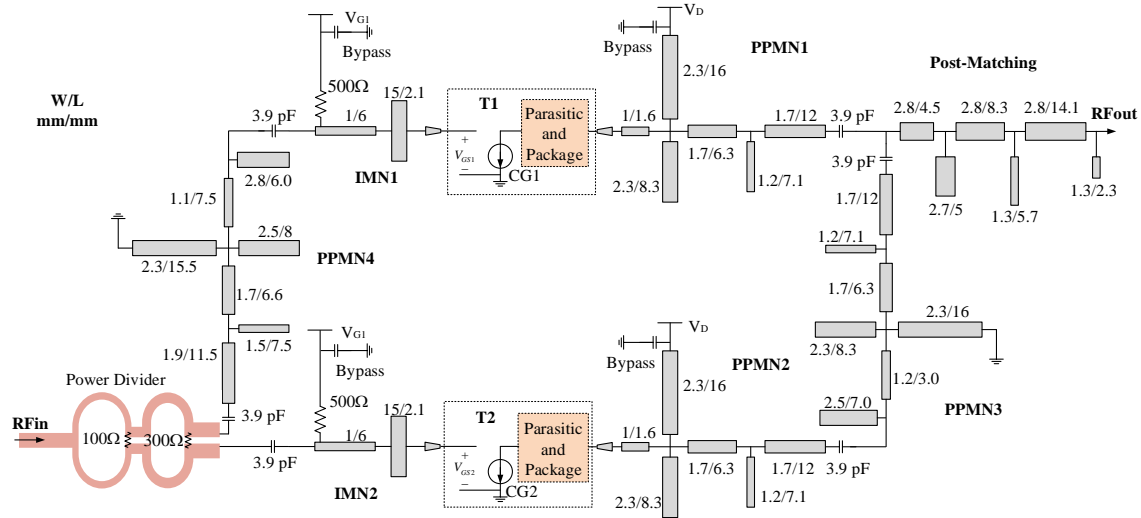 V_G1
V_D
Bypass
Bypass
PPMN1
Post-Matching
W/L
mm/mm
500Ω
15/2.1
2.3/16
3.9 pF
1/6
T1
Parasitic
and
Package
1/1.6
1.7/12
3.9 pF
2.8/4.5
2.8/8.3
2.8/14.1
RFout
V_GS1
+
−
CG1
1.7/6.3
2.8/6.0
IMN1
2.3/8.3
1.2/7.1
3.9 pF
2.7/5
1.3/5.7
1.3/2.3
1.1/7.5
1.7/12
2.5/8
2.3/15.5
PPMN4
1.2/7.1
1.7/6.6
1.7/6.3
V_G1
V_D
2.3/16
1.5/7.5
Bypass
Bypass
PPMN2
2.3/8.3
1.9/11.5
2.3/16
1.2/3.0
Power Divider
500Ω
15/2.1
2.5/7.0
PPMN3
RFin
100Ω
300Ω
3.9 pF
1/6
T2
Parasitic
and
Package
1/1.6
3.9 pF
V_GS2
+
−
CG2
1.7/6.3
1.7/12
3.9 pF
IMN2
2.3/8.3
1.2/7.1